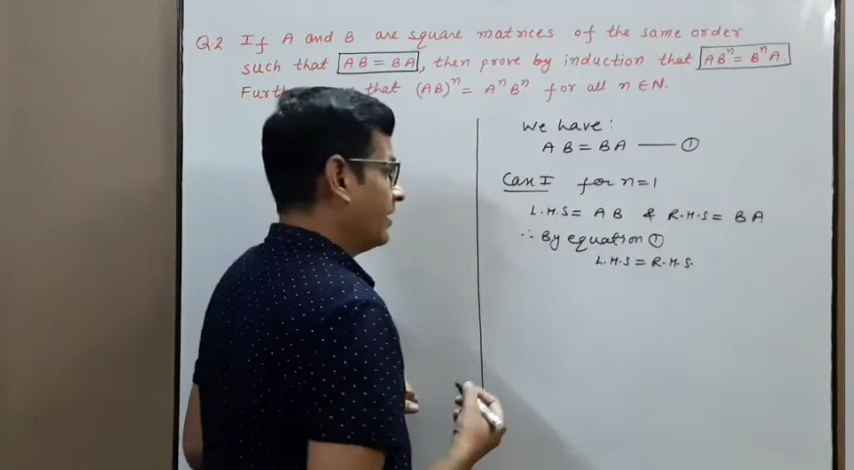 Q.2 If A and B are square matrices of the same order
such that AB = BA, then prove by induction that ABⁿ = BⁿA.
that (AB)ⁿ = AⁿBⁿ for all n ∈ N.
We have:
AB = BA —— ①
Case I for n=1
L.H.S = AB & R.H.S = BA
∴ By equation ①
L.H.S = R.H.S.